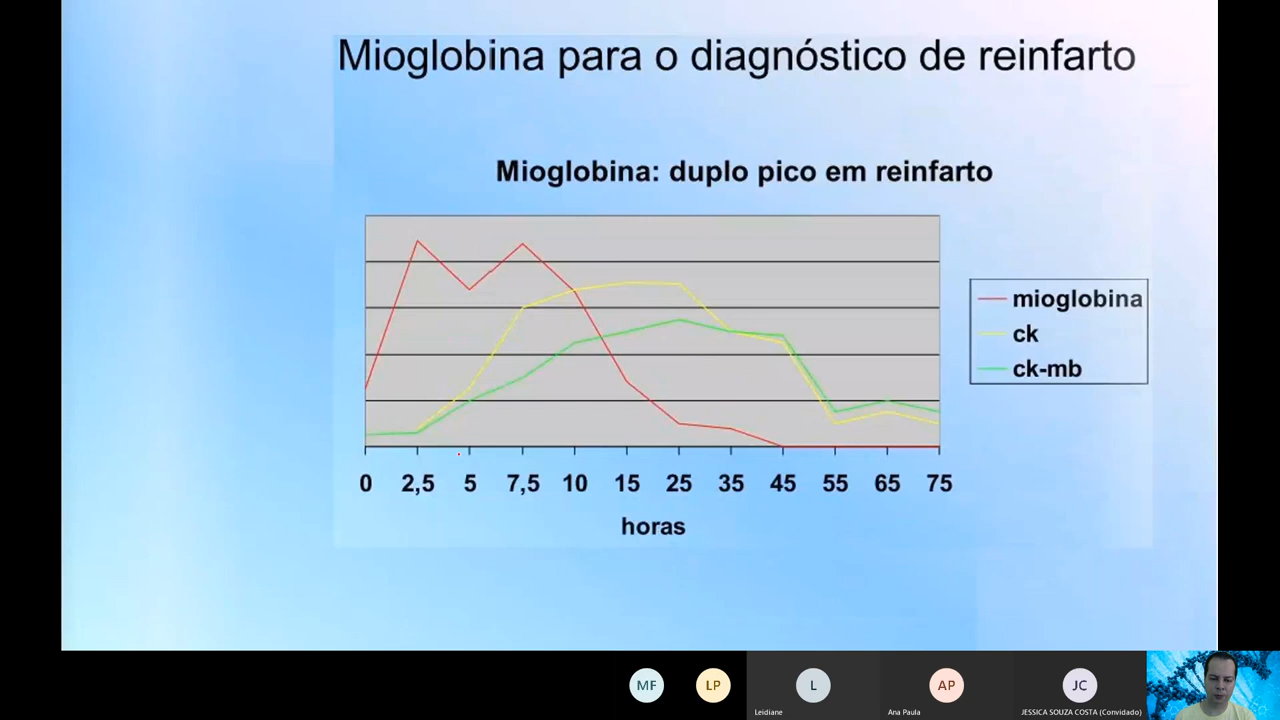 Mioglobina para o diagnóstico de reinfarto
Mioglobina: duplo pico em reinfarto
mioglobina
ck
ck-mb
0 2,5 5 7,5 10 15 25 35 45 55 65 75
horas
MF LP L AP JC
Leidiane Ana Paula JESSICA SOUZA COSTA (Convidado)